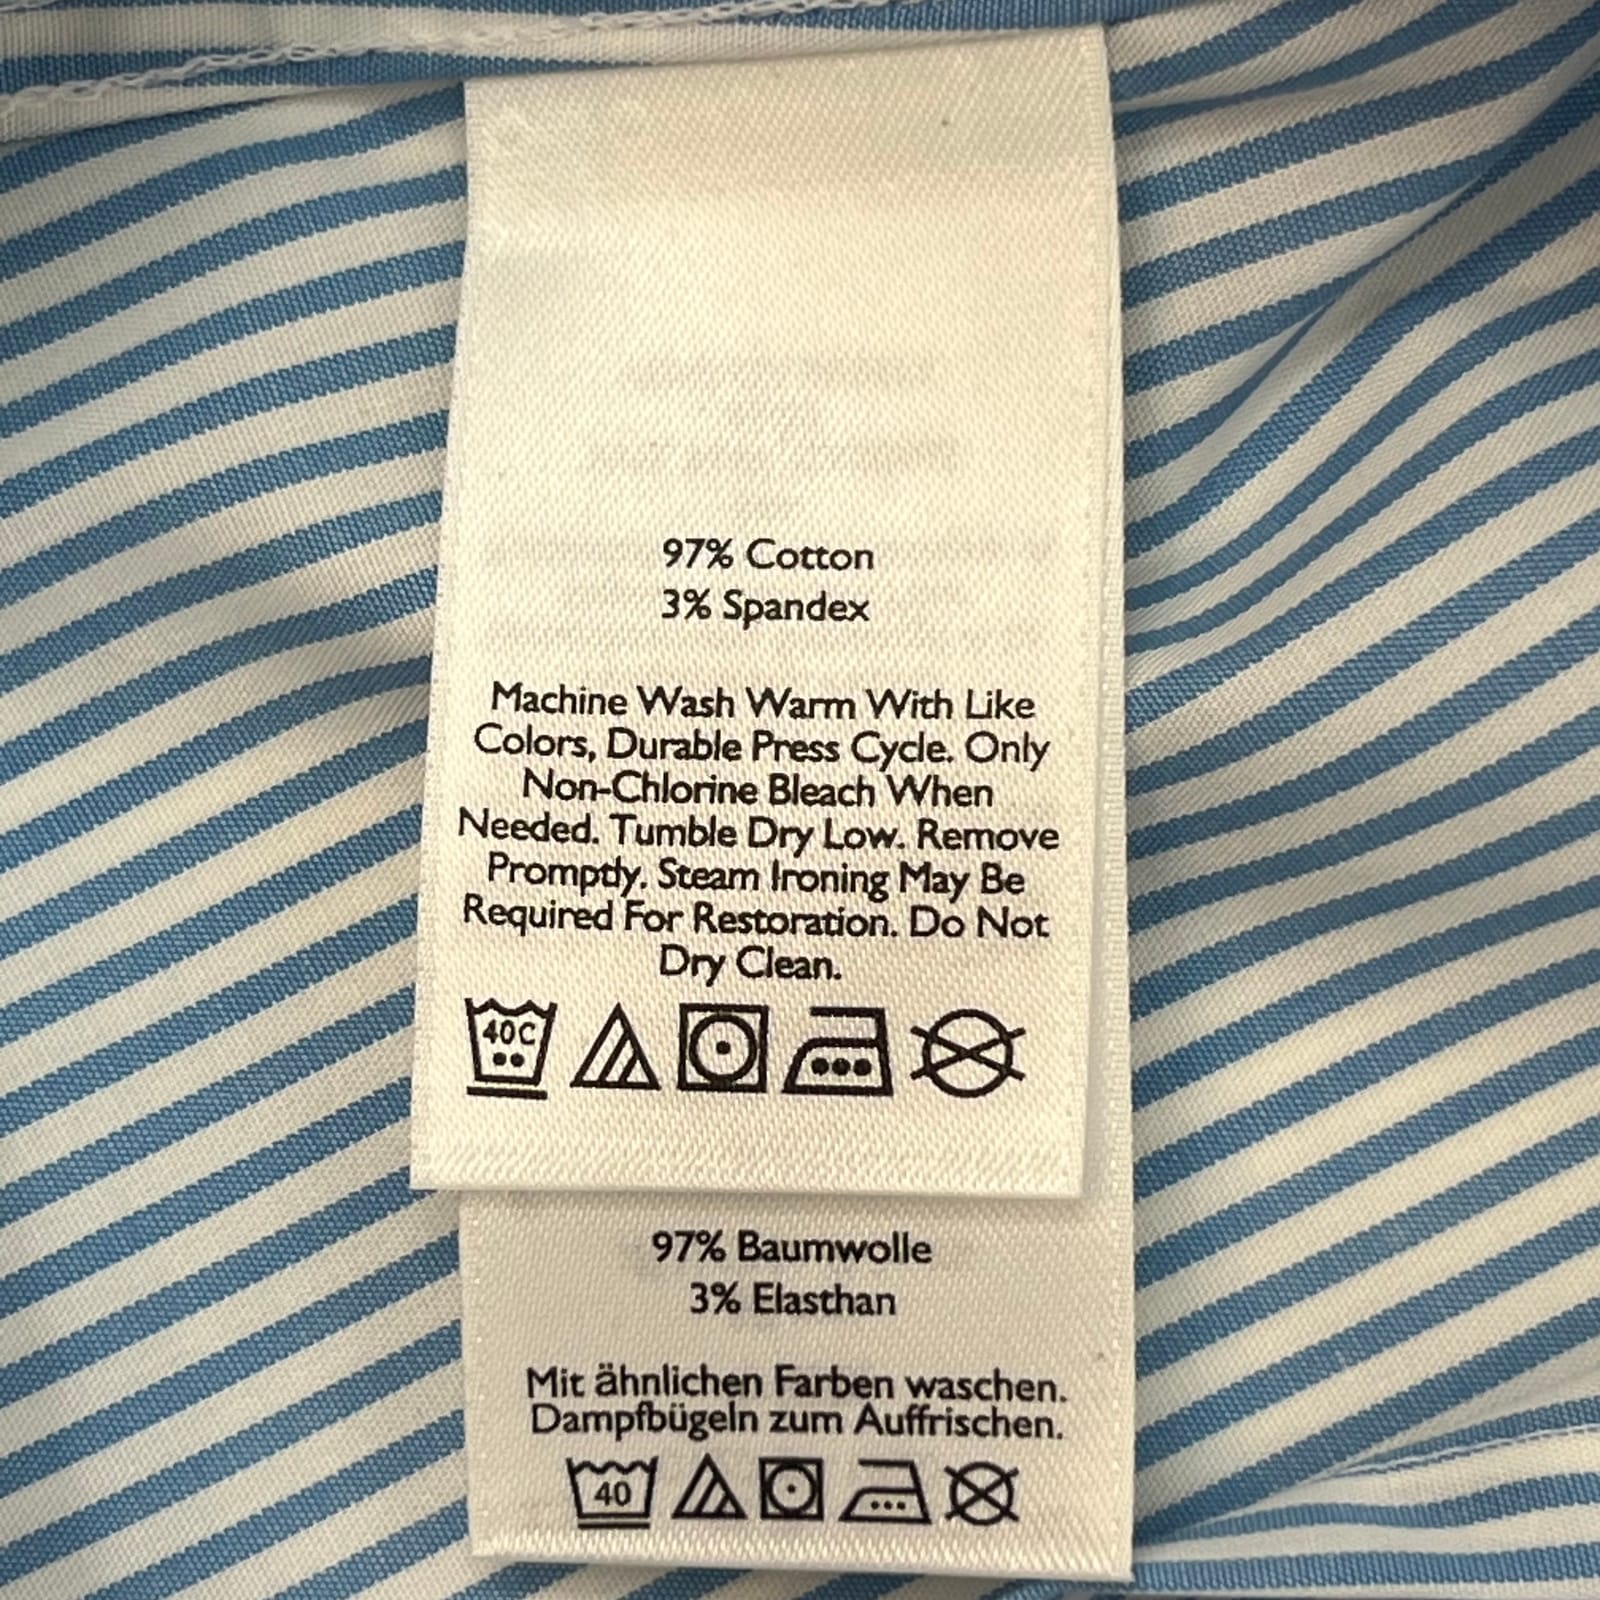 97% Cotton
3% Spandex
Machine Wash Warm With Like
Colors, Durable Press Cycle. Only
Non-Chlorine Bleach When
Needed. Tumble Dry Low. Remove
Promptly. Steam Ironing May Be
Required For Restoration. Do Not
Dry Clean.
40C
97% Baumwolle
3% Elasthan
Mit ähnlichen Farben waschen.
Dampfbügeln zum Auffrischen.
40